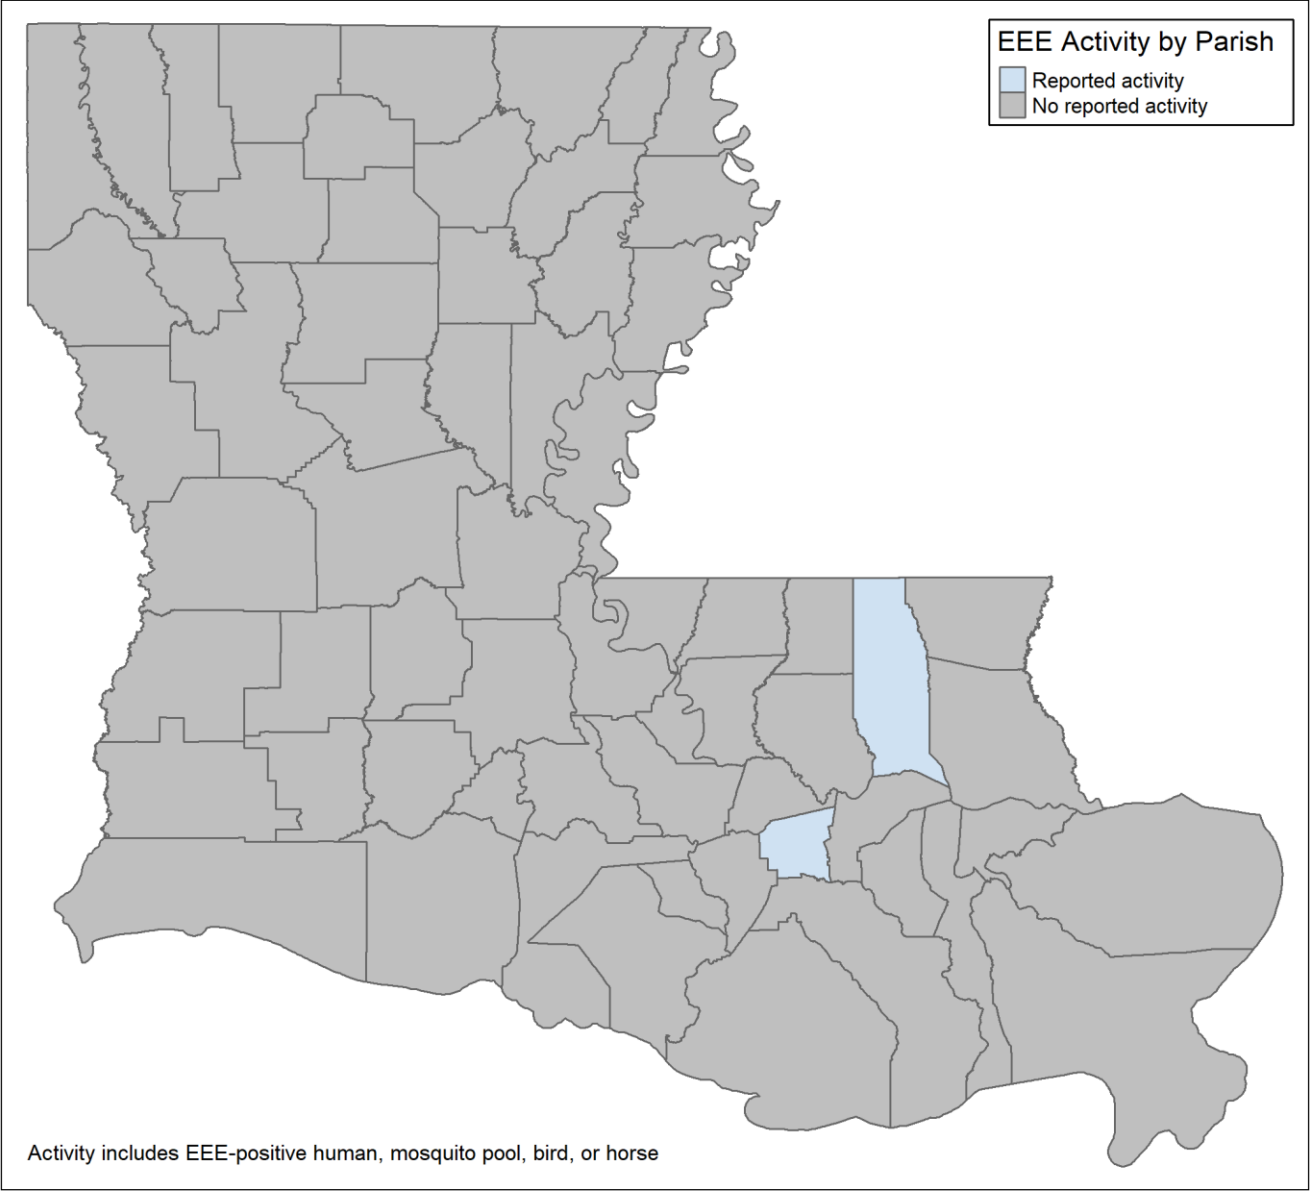 EEE Activity by Parish
Reported activity
No reported activity
Activity includes EEE-positive human, mosquito pool, bird, or horse